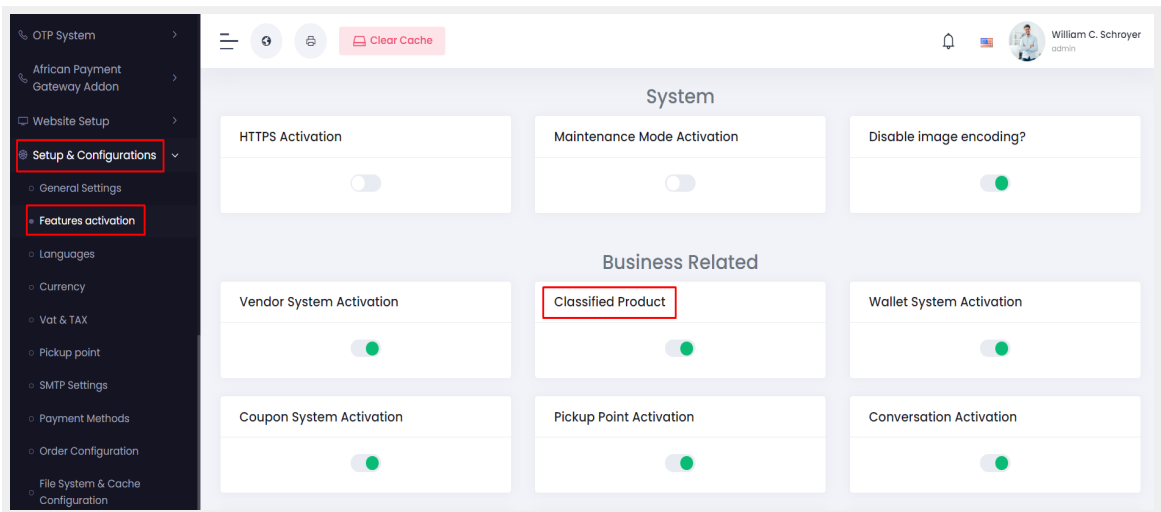 OTP System
African Payment
Gateway Addon
Website Setup
Setup & Configurations
General Settings
Features activation
Languages
Currency
Vat & TAX
Pickup point
SMTP Settings
Payment Methods
Order Configuration
File System & Cache
Configuration
Clear Cache
William C. Schroyer
admin
System
HTTPS Activation
Maintenance Mode Activation
Disable image encoding?
Business Related
Vendor System Activation
Classified Product
Wallet System Activation
Coupon System Activation
Pickup Point Activation
Conversation Activation